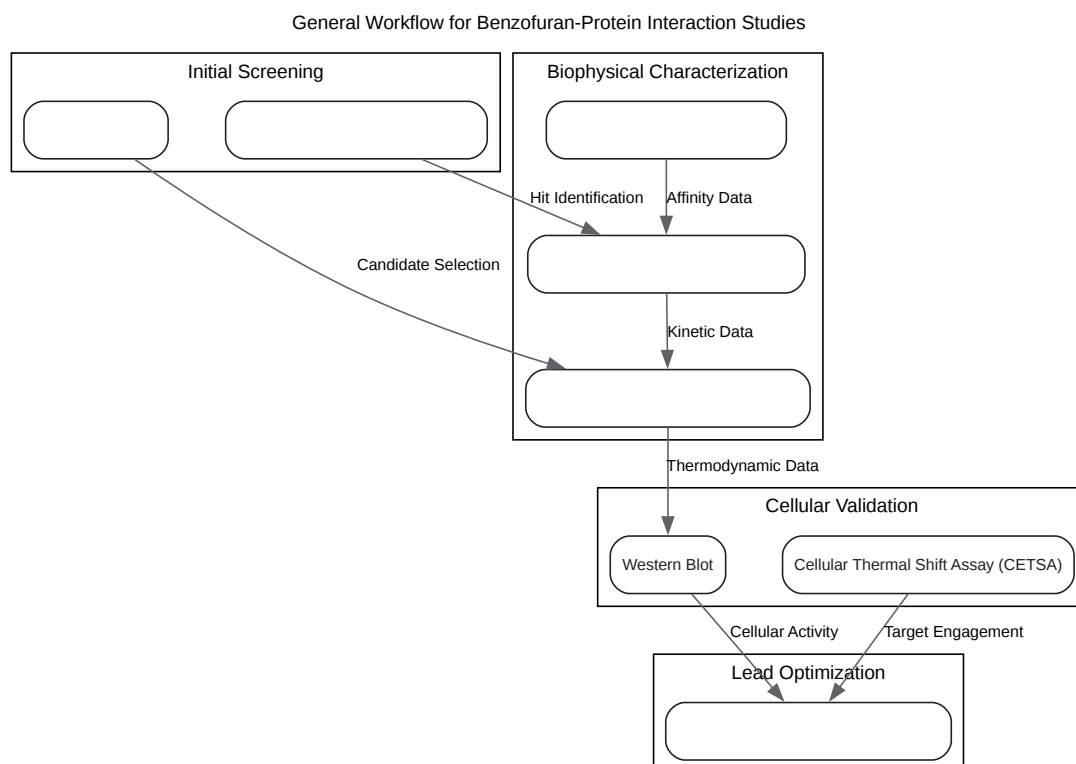 General Workflow for Benzofuran-Protein Interaction Studies
Initial Screening
Biophysical Characterization
Hit Identification
Affinity Data
Candidate Selection
Kinetic Data
Thermodynamic Data
Cellular Validation
Western Blot
Cellular Thermal Shift Assay (CETSA)
Cellular Activity
Target Engagement
Lead Optimization